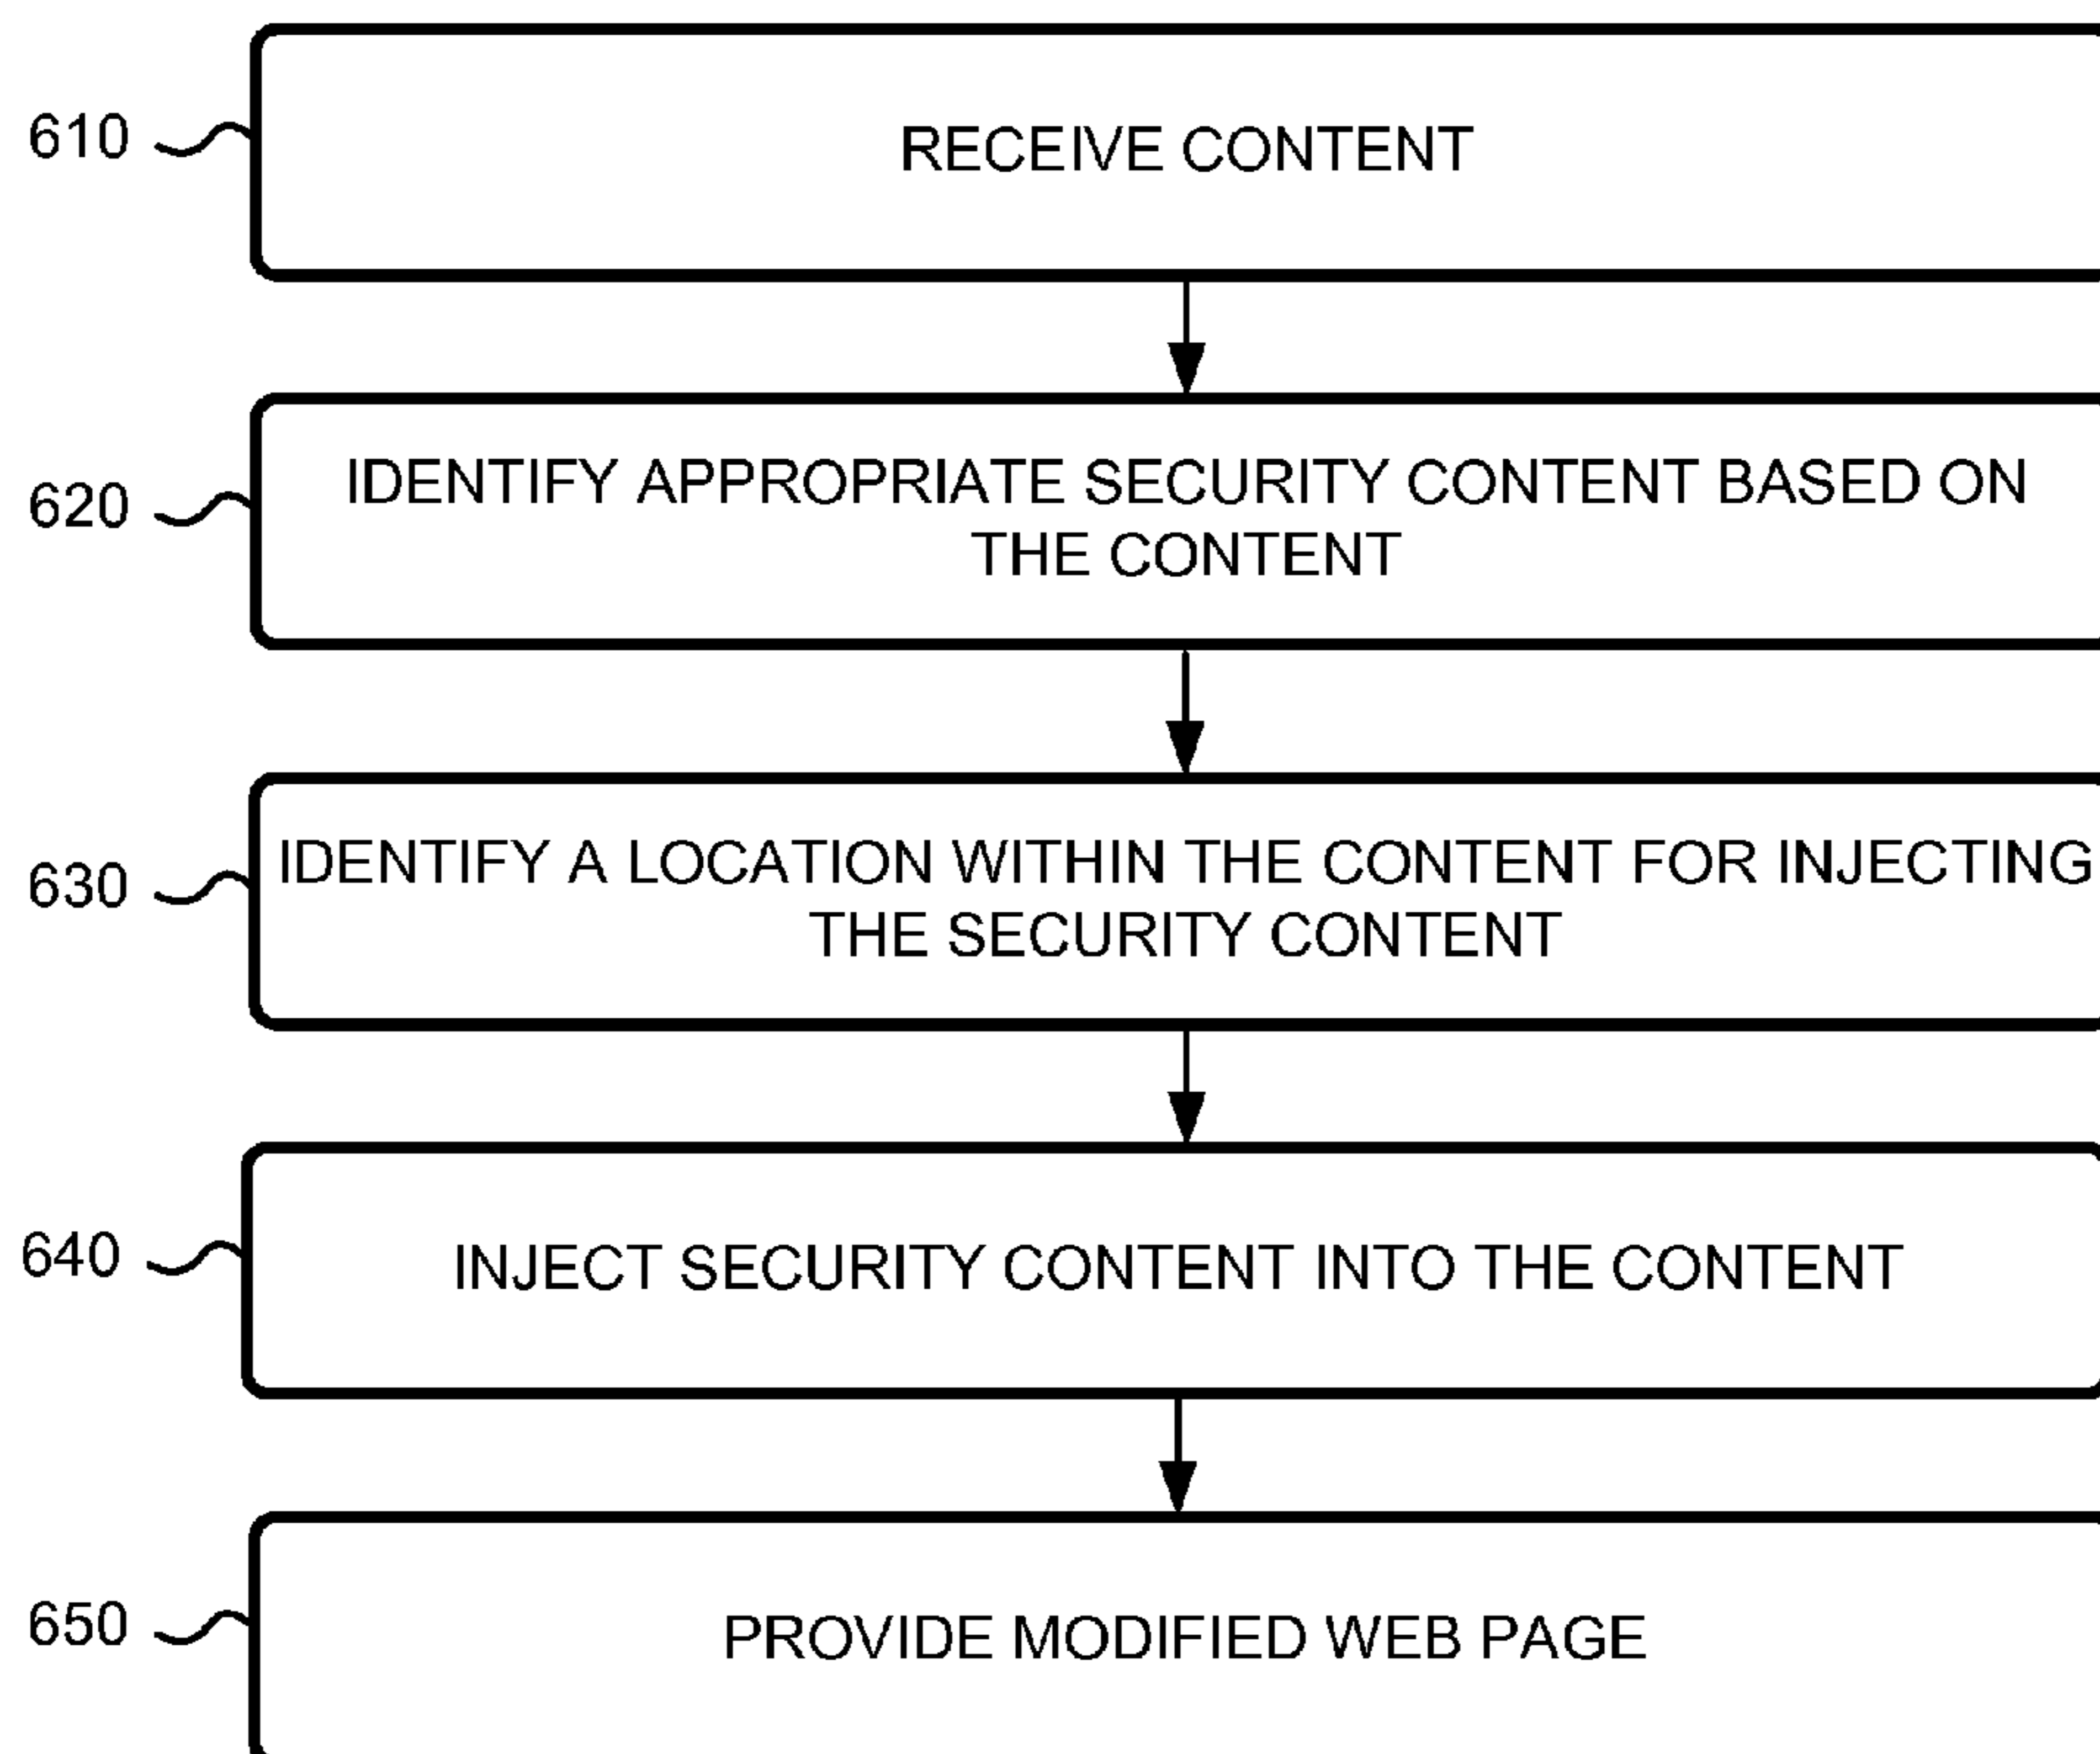 610
RECEIVE CONTENT
620
IDENTIFY APPROPRIATE SECURITY CONTENT BASED ON
THE CONTENT
630
IDENTIFY A LOCATION WITHIN THE CONTENT FOR INJECTING
THE SECURITY CONTENT
640
INJECT SECURITY CONTENT INTO THE CONTENT
650
PROVIDE MODIFIED WEB PAGE